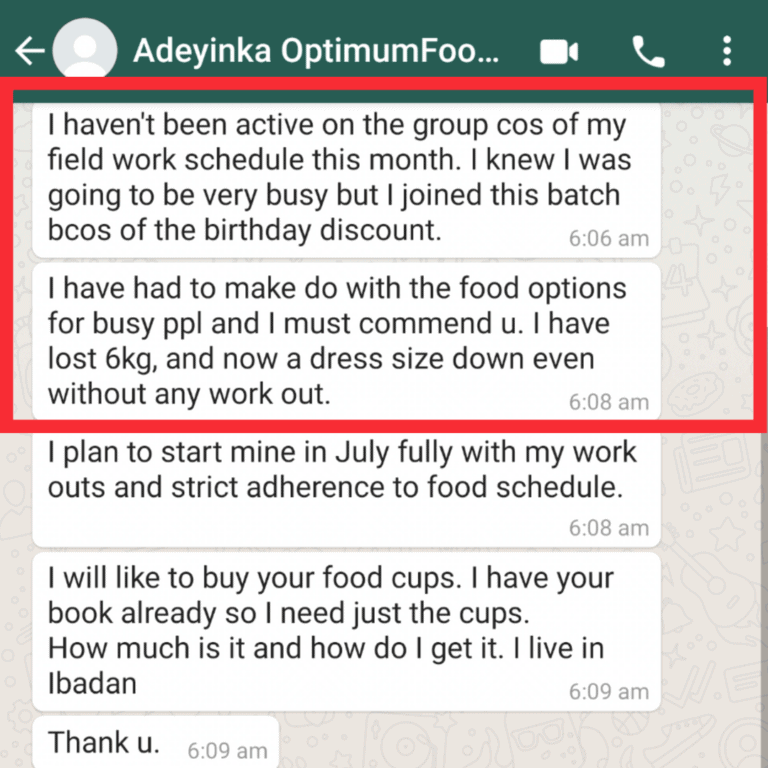 Adeyinka OptimumFoo...
I haven't been active on the group cos of my
field work schedule this month. I knew I was
going to be very busy but I joined this batch
bcos of the birthday discount.
6:06 am
I have had to make do with the food options
for busy ppl and I must commend u. I have
lost 6kg, and now a dress size down even
without any work out.
6:08 am
I plan to start mine in July fully with my work
outs and strict adherence to food schedule.
6:08 am
I will like to buy your food cups. I have your
book already so I need just the cups.
How much is it and how do I get it. I live in
Ibadan
6:09 am
Thank u.
6:09 am